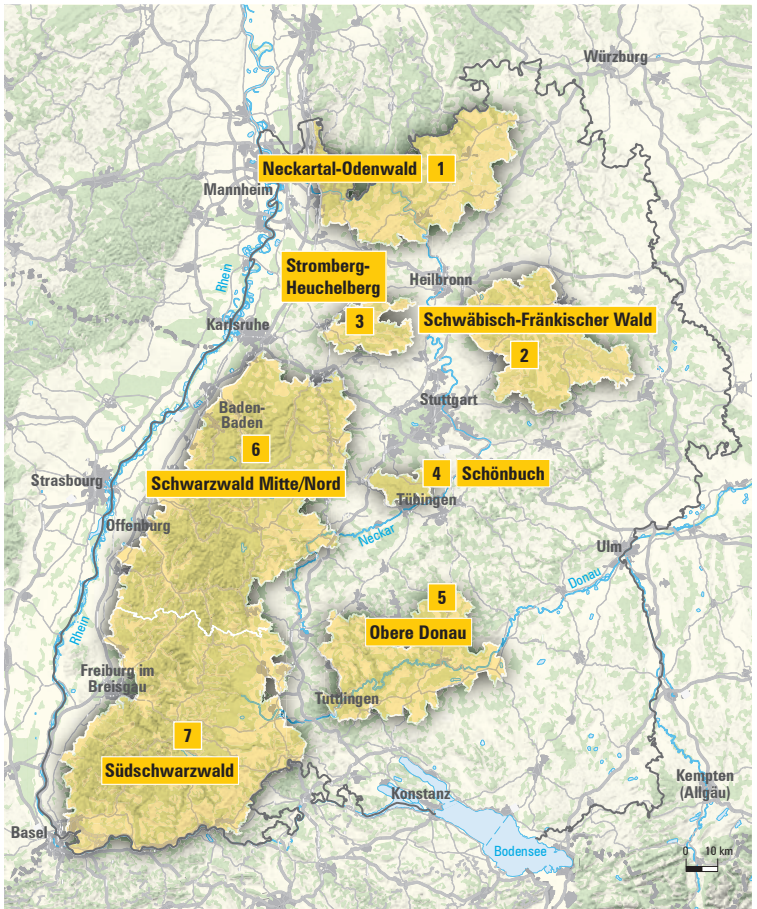 Würzburg
Neckartal-Odenwald
1
Mannheim
Rhein
Stromberg-
Heuchelberg
3
Heilbronn
Karlsruhe
Schwäbisch-Fränkischer Wald
2
Baden-
Baden
Stuttgart
6
Schwarzwald Mitte/Nord
Strasbourg
4
Schönbuch
Tübingen
Offenburg
Neckar
Ulm
Donau
5
Obere Donau
Rhein
Freiburg im
Breisgau
Tuttlingen
7
Südschwarzwald
Konstanz
Kempten
(Allgäu)
Basel
Bodensee
0 10 km